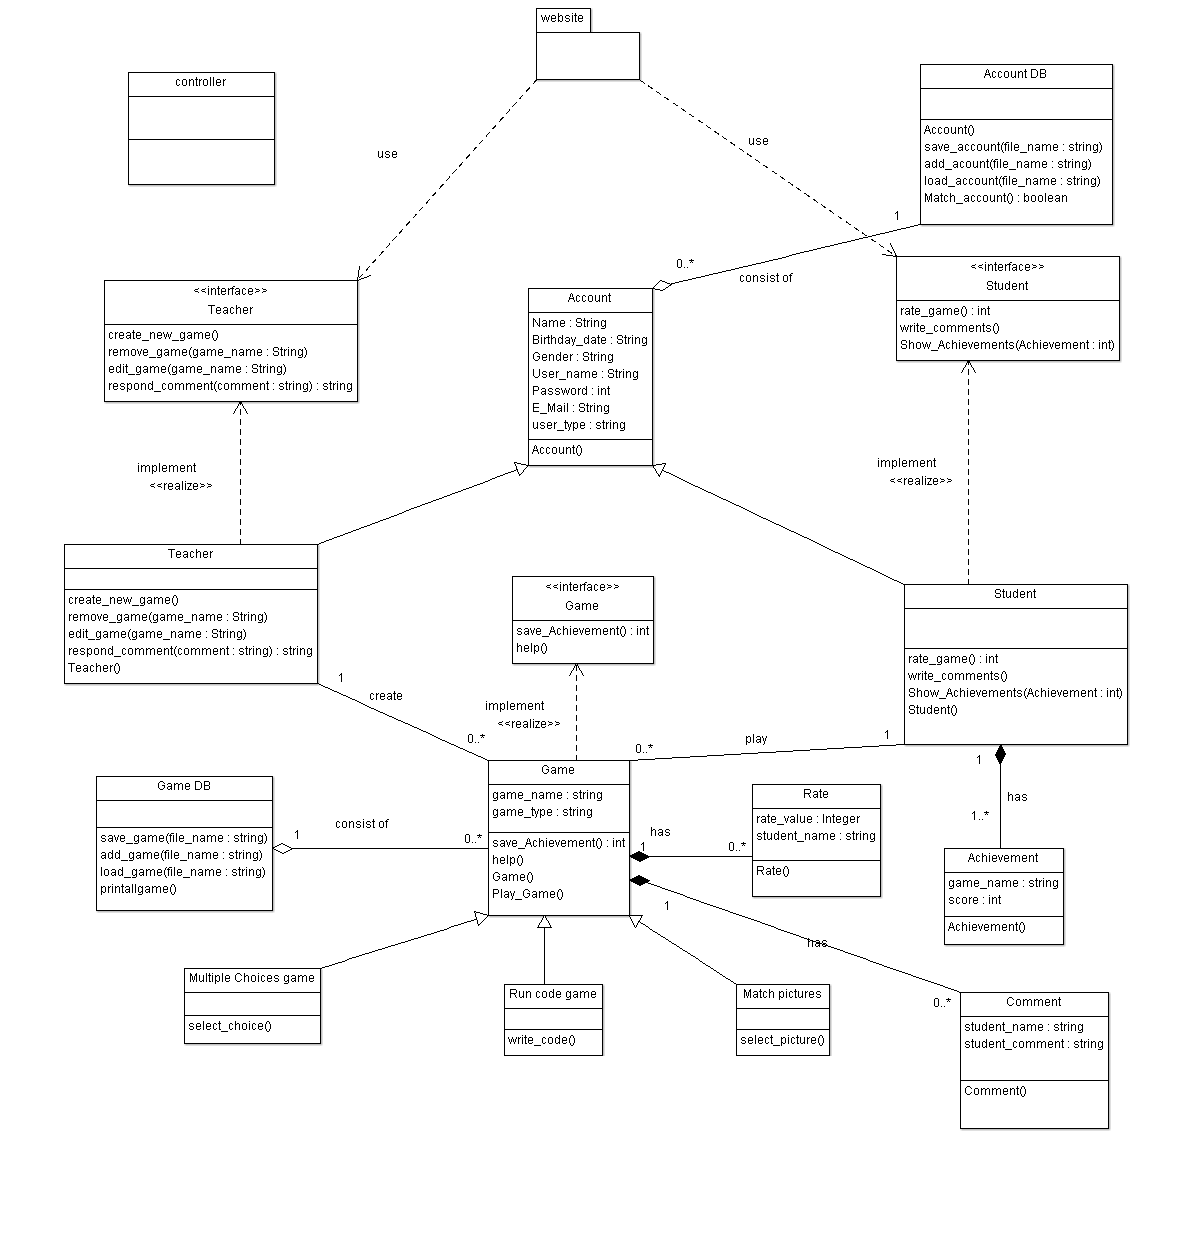 website
controller
Account DB
Account()
save_account(file_name : string)
add_acount(file_name : string)
load_account(file_name : string)
Match_account() : boolean
use
use
1
0..*
consist of
<<interface>>
Teacher
create_new_game()
remove_game(game_name : String)
edit_game(game_name : String)
respond_comment(comment : string) : string
Account
Name : String
Birthday_date : String
Gender : String
User_name : String
Password : int
E_Mail : String
user_type : string
Account()
<<interface>>
Student
rate_game() : int
write_comments()
Show_Achievements(Achievement : int)
implement
<<realize>>
implement
<<realize>>
Teacher
create_new_game()
remove_game(game_name : String)
edit_game(game_name : String)
respond_comment(comment : string) : string
Teacher()
<<interface>>
Game
save_Achievement() : int
help()
Student
rate_game() : int
write_comments()
Show_Achievements(Achievement : int)
Student()
1
create
0..*
implement
<<realize>>
0..*
play
1
1
has
1..*
Game DB
save_game(file_name : string)
add_game(file_name : string)
load_game(file_name : string)
printallgame()
1
consist of
0..*
Game
game_name : string
game_type : string
save_Achievement() : int
help()
Game()
Play_Game()
has
1
0..*
Rate
rate_value : Integer
student_name : string
Rate()
Achievement
game_name : string
score : int
Achievement()
1
has
0..*
Multiple Choices game
select_choice()
Run code game
write_code()
Match pictures
select_picture()
Comment
student_name : string
student_comment : string
Comment()